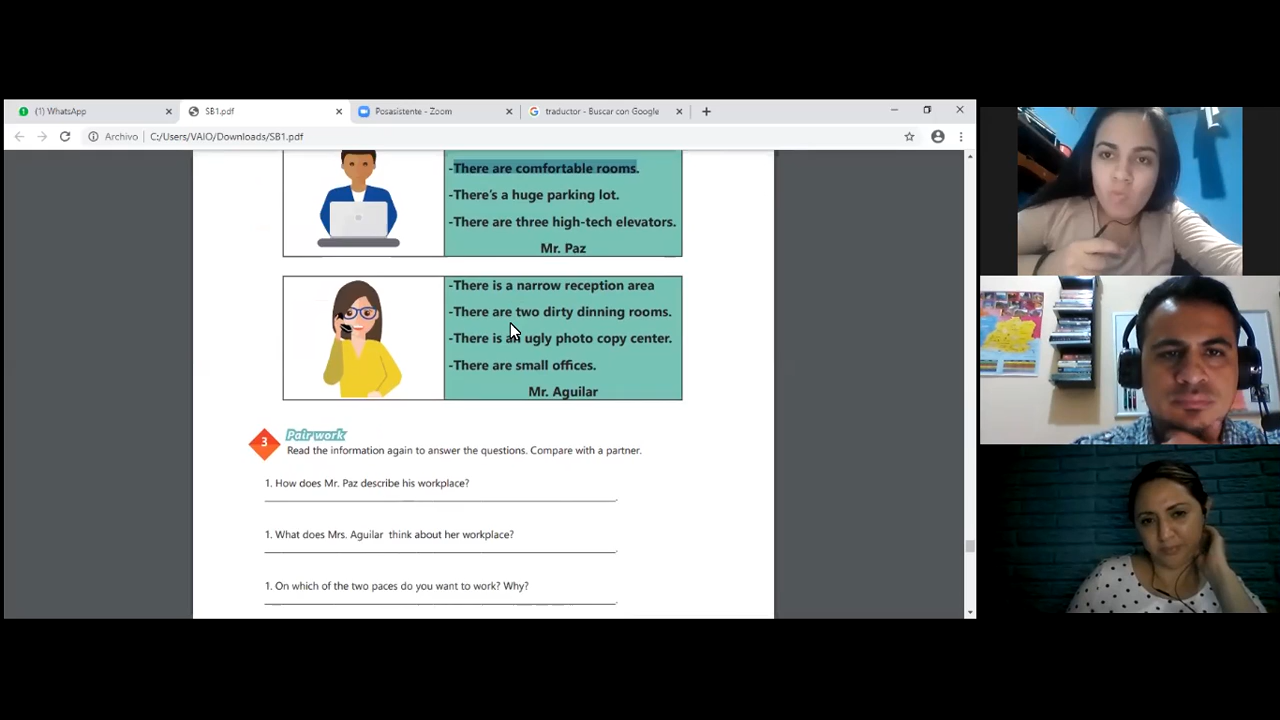 (1) WhatsApp
SB1.pdf
Posasistente - Zoom
traductor - Buscar con Google
Archivo
C:/Users/VAIO/Downloads/SB1.pdf
-There are comfortable rooms.
-There's a huge parking lot.
-There are three high-tech elevators.
Mr. Paz
-There is a narrow reception area
-There are two dirty dinning rooms.
-There is an ugly photo copy center.
-There are small offices.
Mr. Aguilar
3
Pair work
Read the information again to answer the questions. Compare with a partner.
1. How does Mr. Paz describe his workplace?
1. What does Mrs. Aguilar think about her workplace?
1. On which of the two paces do you want to work? Why?